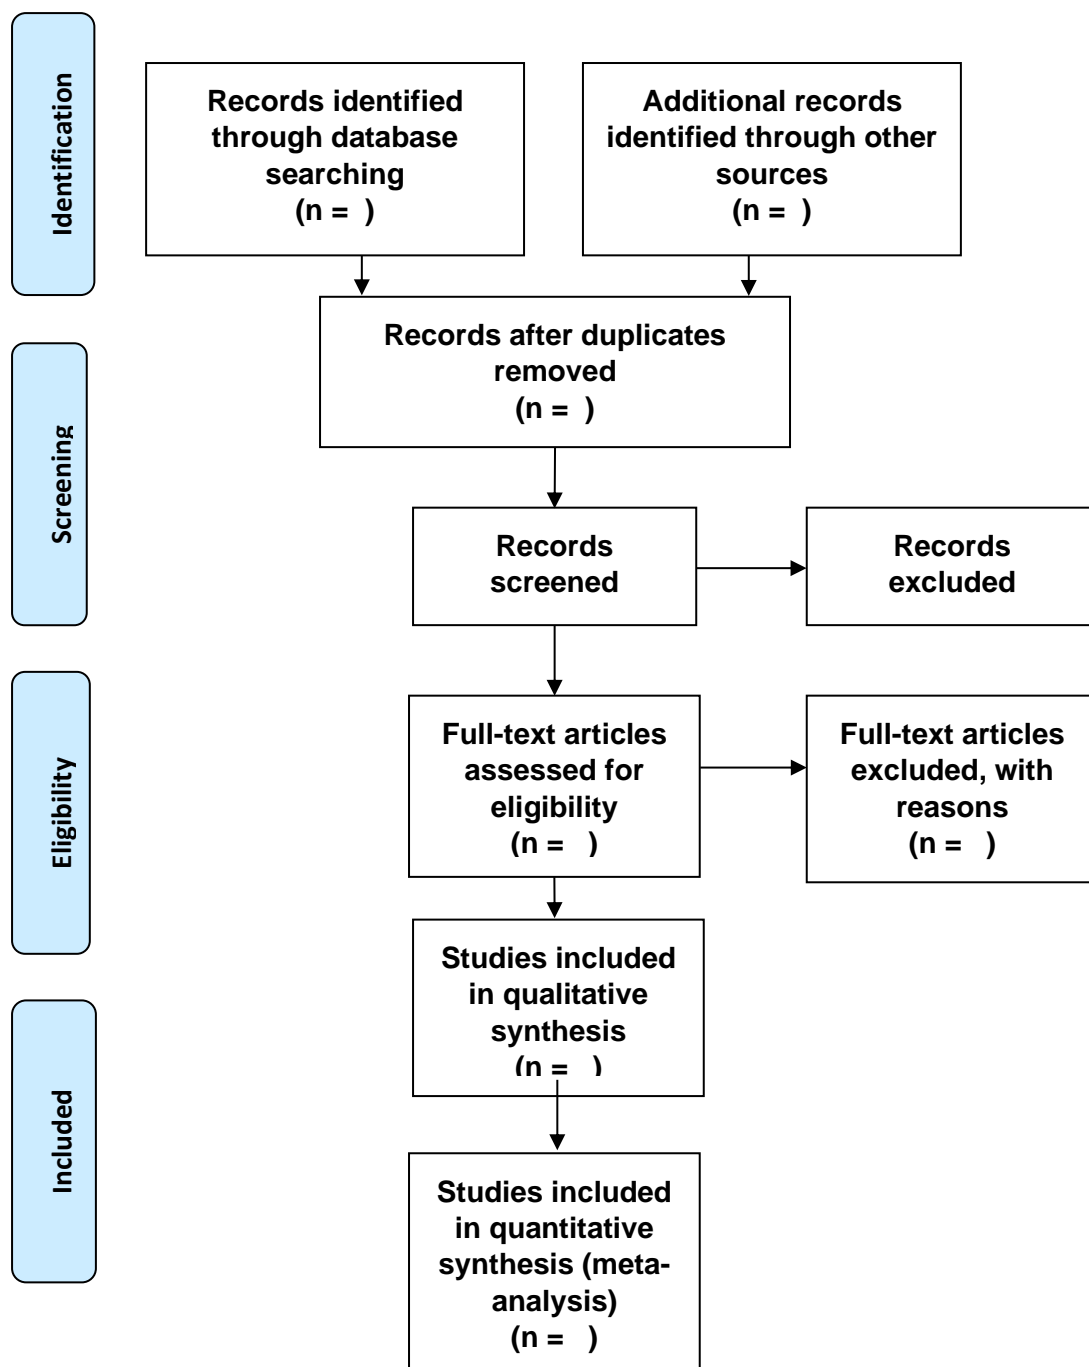 Identification
Records identified
through database
searching
(n =  )
Additional records
identified through other
sources
(n =  )
Records after duplicates
removed
(n =  )
Screening
Records
screened
Records
excluded
Eligibility
Full-text articles
assessed for
eligibility
(n =   )
Full-text articles
excluded, with
reasons
(n =   )
Studies included
in qualitative
synthesis
(n =   )
Included
Studies included
in quantitative
synthesis (meta-
analysis)
(n =   )